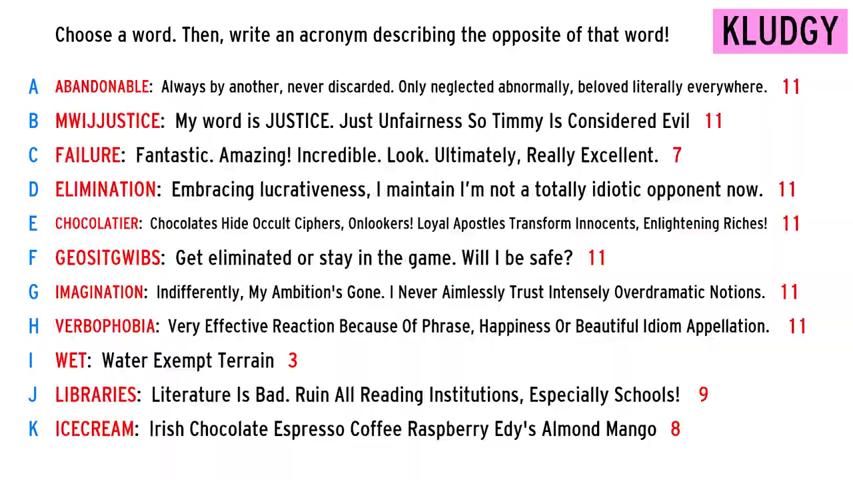 Choose a word. Then, write an acronym describing the opposite of that word!
KLUDGY
A ABANDONABLE: Always by another, never discarded. Only neglected abnormally, beloved literally everywhere. 11
B MWIJJUSTICE: My word is JUSTICE. Just Unfairness So Timmy Is Considered Evil 11
C FAILURE: Fantastic. Amazing! Incredible. Look. Ultimately, Really Excellent. 7
D ELIMINATION: Embracing lucrativeness, I maintain I'm not a totally idiotic opponent now. 11
E CHOCOLATIER: Chocolates Hide Occult Ciphers, Onlookers! Loyal Apostles Transform Innocents, Enlightening Riches! 11
F GEOSITGWIBS: Get eliminated or stay in the game. Will I be safe? 11
G IMAGINATION: Indifferently, My Ambition's Gone. I Never Aimlessly Trust Intensely Overdramatic Notions. 11
H VERBOPHOBIA: Very Effective Reaction Because Of Phrase, Happiness Or Beautiful Idiom Appellation. 11
I WET: Water Exempt Terrain 3
J LIBRARIES: Literature Is Bad. Ruin All Reading Institutions, Especially Schools! 9
K ICECREAM: Irish Chocolate Espresso Coffee Raspberry Edy's Almond Mango 8